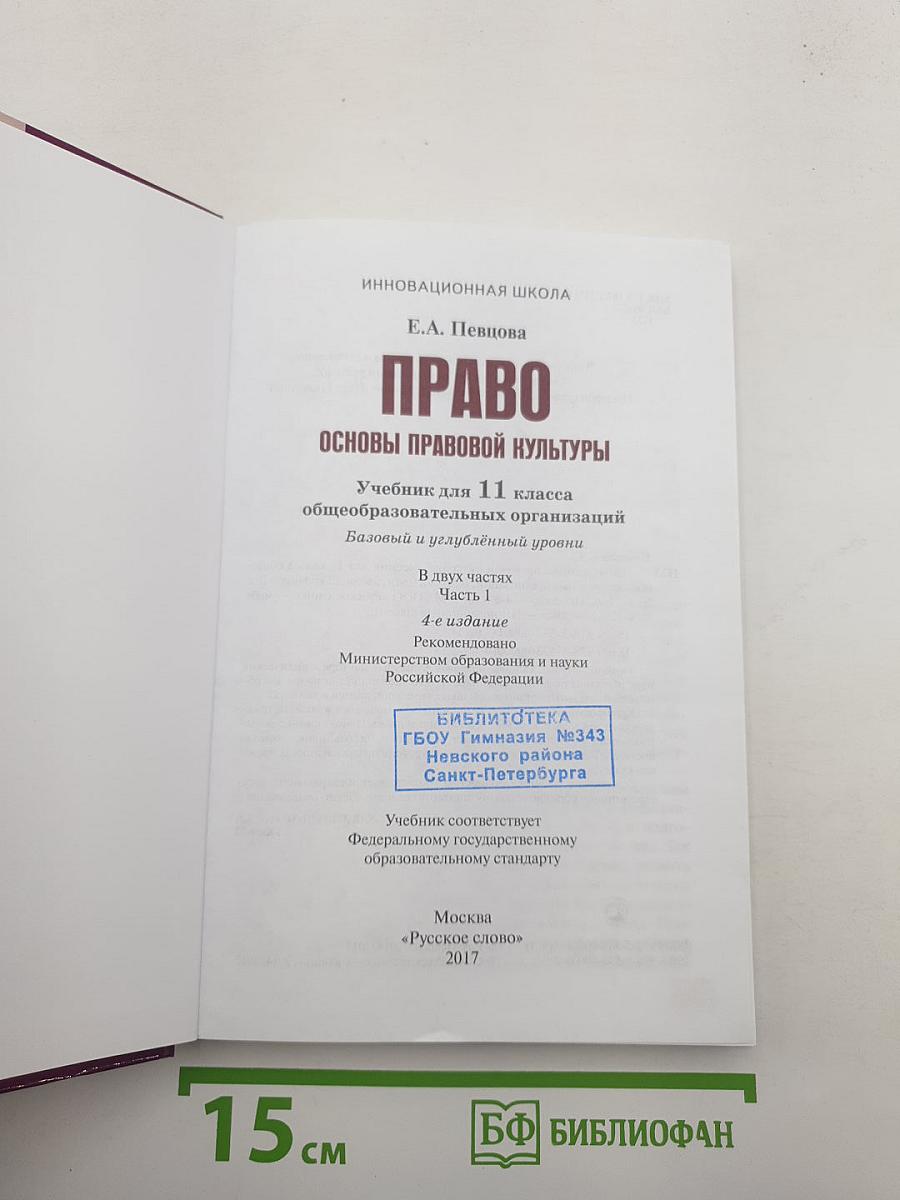 ИННОВАЦИОННАЯ ШКОЛА
Е.А. Певцова
ПРАВО
ОСНОВЫ ПРАВОВОЙ КУЛЬТУРЫ
Учебник для 11 класса
общеобразовательных организаций
Базовый и углублённый уровни
В двух частях
Часть 1
4-е издание
Рекомендовано
Министерством образования и науки
Российской Федерации
БИБЛИТОТЕКА
ГБОУ Гимназия №343
Невского района
Санкт-Петербурга
Учебник соответствует
Федеральному государственному
образовательному стандарту
Москва
«Русское слово»
2017
15 см
БФ БИБЛИОФАН